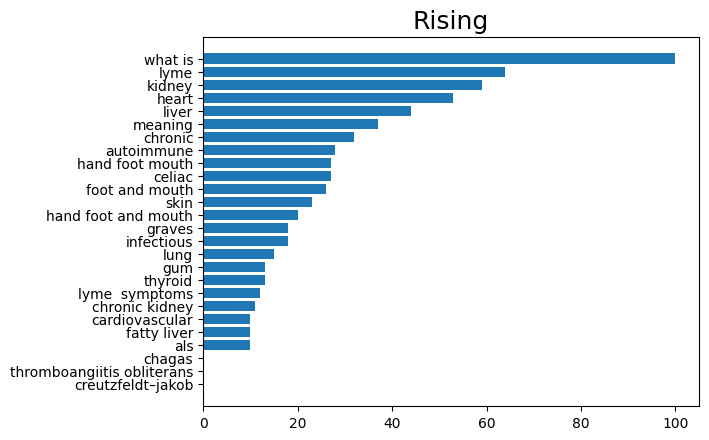 Rising
what is
lyme
kidney
heart
liver
meaning
chronic
autoimmune
hand foot mouth
celiac
foot and mouth
skin
hand foot and mouth
graves
infectious
lung
gum
thyroid
lyme  symptoms
chronic kidney
cardiovascular
fatty liver
als
chagas
thromboangiitis obliterans
creutzfeldt–jakob
0 20 40 60 80 100